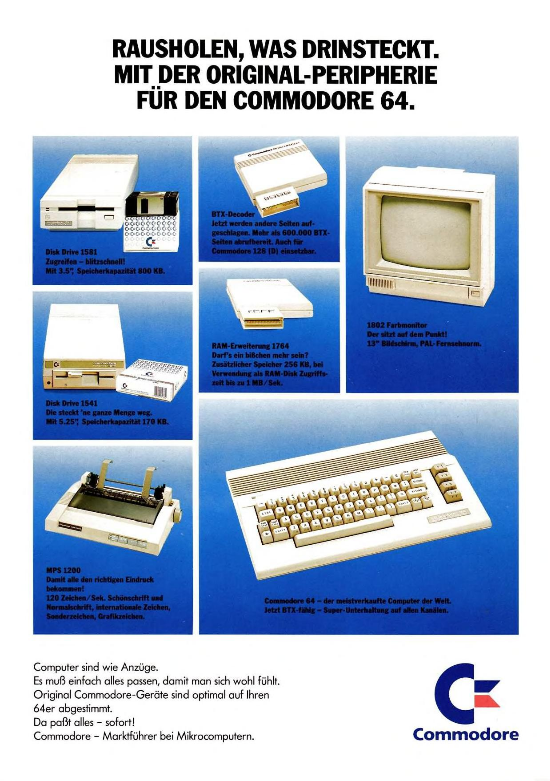 RAUSHOLEN, WAS DRINSTECKT.
MIT DER ORIGINAL-PERIPHERIE
FÜR DEN COMMODORE 64.
Disk Drive 1581
Zugreifen – blitzschnell!
Mit 3.5", Speicherkapazität 800 KB.
BTX-Decoder
Jetzt werden andere Seiten auf-
geschlagen. Mehr als 600.000 BTX-
Seiten abrufbereit. Auch für
Commodore 128 (D) einsetzbar.
1802 Farbmonitor
Der sitzt auf dem Punkt!
13" Bildschirm, PAL-Fernsehnorm.
RAM-Erweiterung 1764
Darf's ein bißchen mehr sein?
Zusätzlicher Speicher 256 KB, bei
Verwendung als RAM-Disk Zugriffs-
zeit bis zu 1 MB/Sek.
Disk Drive 1541
Die steckt 'ne ganze Menge weg.
Mit 5.25", Speicherkapazität 170 KB.
MPS 1200
Damit alle den richtigen Eindruck
bekommen!
120 Zeichen/Sek. Schönschrift und
Normalschrift, internationale Zeichen,
Sonderzeichen, Grafikzeichen.
Commodore 64 – der meistverkaufte Computer der Welt.
Jetzt BTX-fähig – Super-Unterhaltung auf allen Kanälen.
Computer sind wie Anzüge.
Es muß einfach alles passen, damit man sich wohl fühlt.
Original Commodore-Geräte sind optimal auf Ihren
64er abgestimmt.
Da paßt alles – sofort!
Commodore – Marktführer bei Mikrocomputern.
Commodore